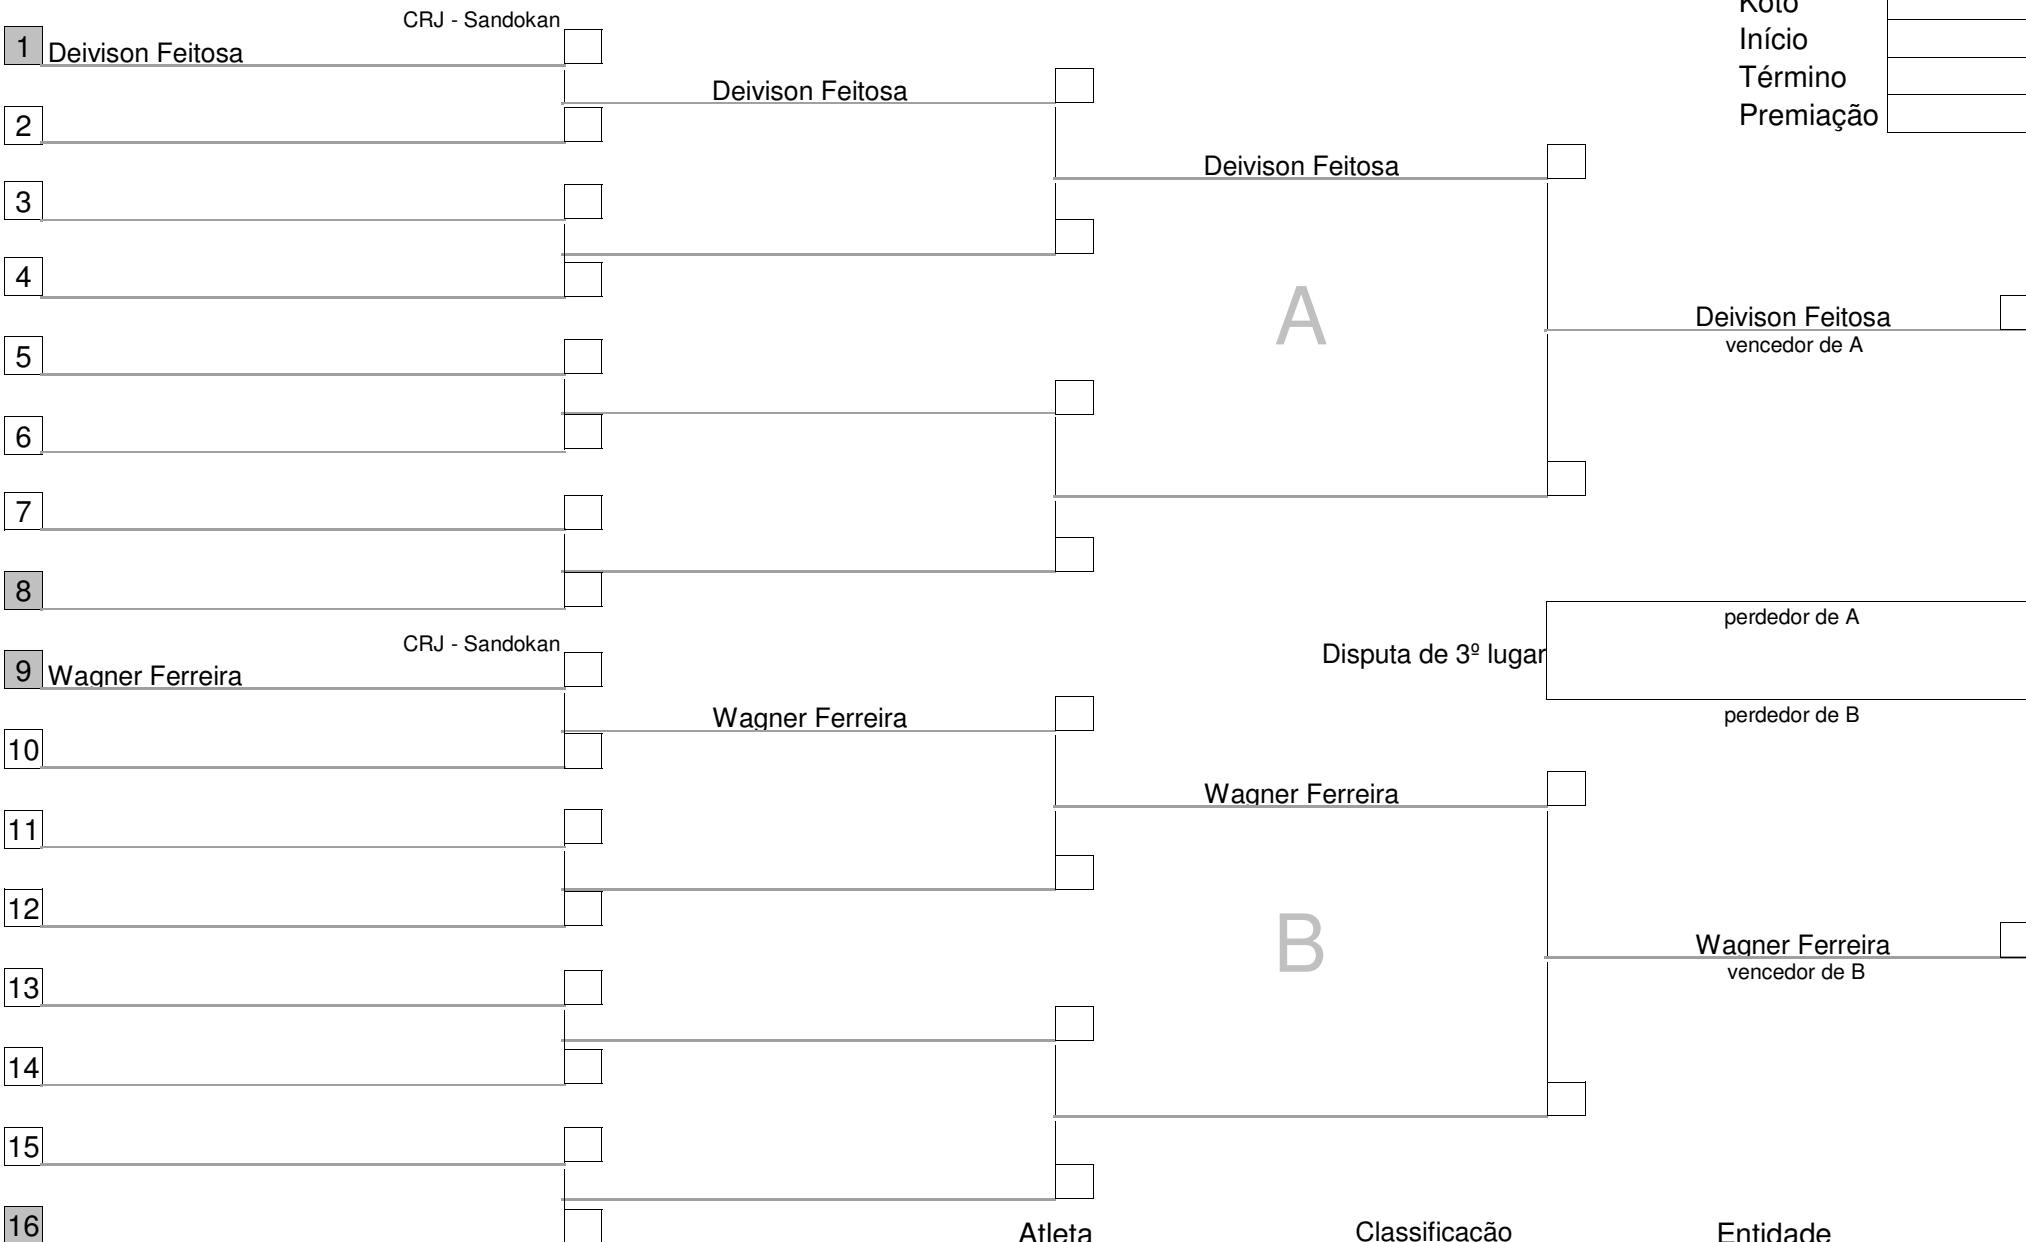 CRJ - Sandokan
1 Deivison Feitosa
Koto
Início
Término
Premiação
Deivison Feitosa
2
Deivison Feitosa
3
4
A
Deivison Feitosa
vencedor de A
5
6
7
8
perdedor de A
CRJ - Sandokan
Disputa de 3º lugar
9 Wagner Ferreira
Wagner Ferreira
perdedor de B
10
Wagner Ferreira
11
12
B
Wagner Ferreira
vencedor de B
13
14
15
16
Atleta Classificação Entidade